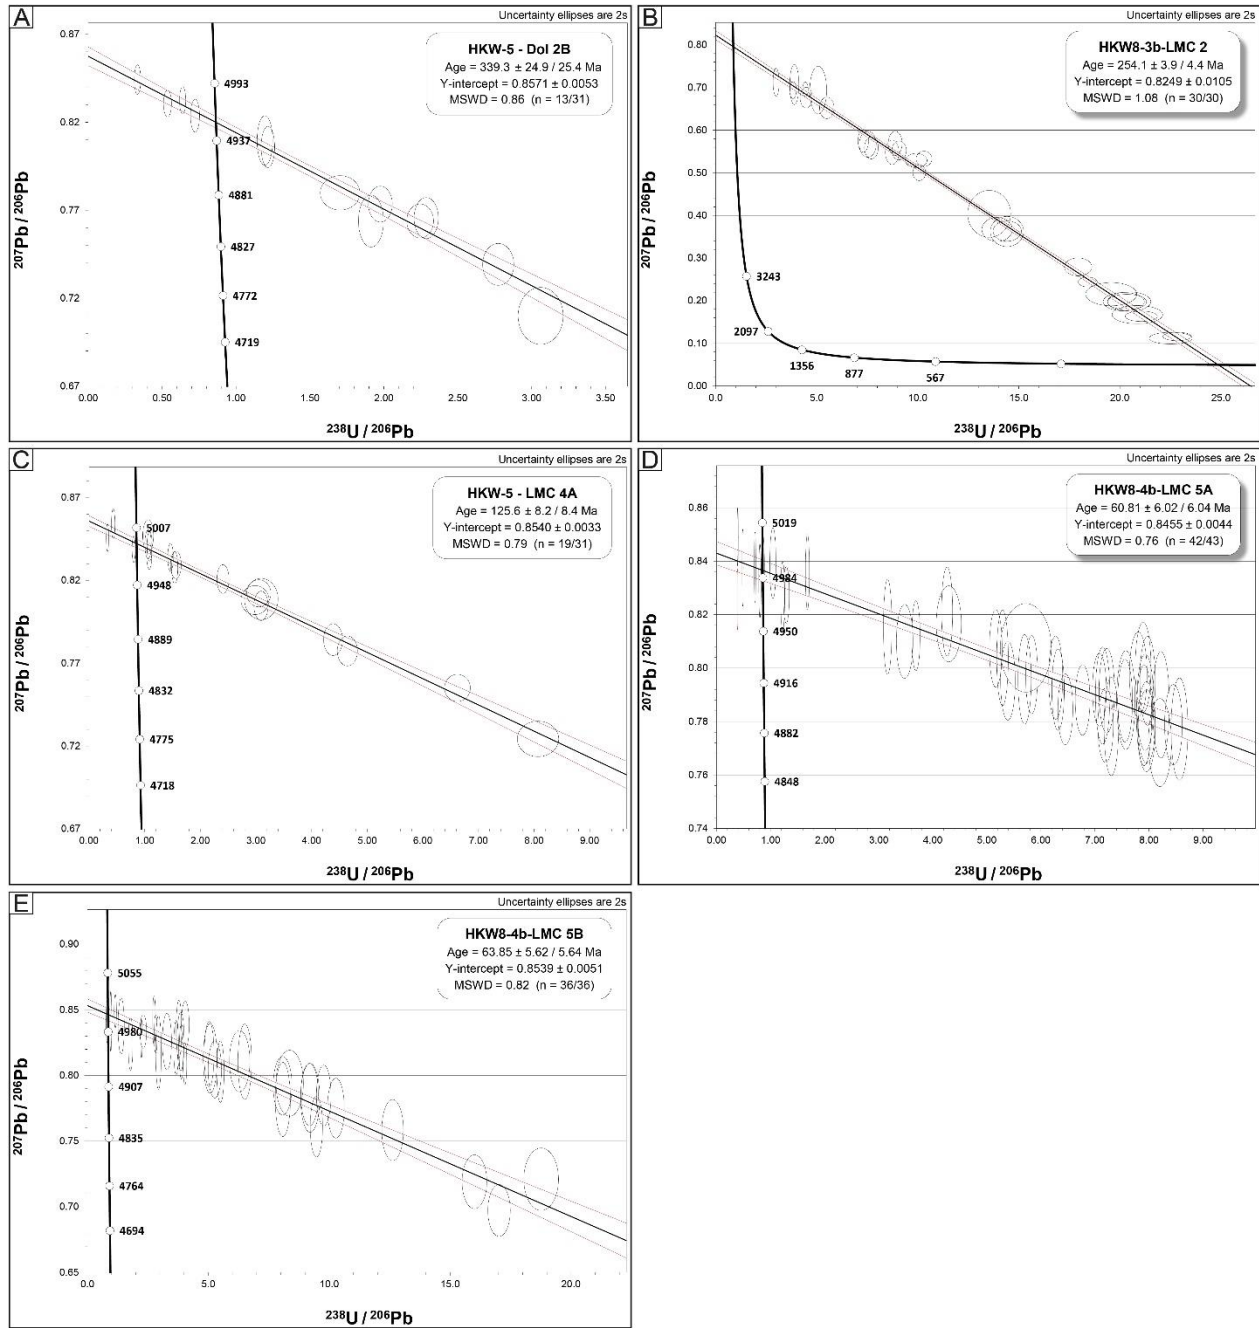 A
Uncertainty ellipses are 2s
HKW-5 - Dol 2B
Age = 339.3 ± 24.9 / 25.4 Ma
Y-intercept = 0.8571 ± 0.0053
MSWD = 0.86 (n = 13/31)
0.87
0.82
0.77
0.72
0.67
207Pb / 206Pb
4993
4937
4881
4827
4772
4719
0.00 0.50 1.00 1.50 2.00 2.50 3.00 3.50
238U / 206Pb
B
Uncertainty ellipses are 2s
HKW8-3b-LMC 2
Age = 254.1 ± 3.9 / 4.4 Ma
Y-intercept = 0.8249 ± 0.0105
MSWD = 1.08 (n = 30/30)
0.80
0.70
0.60
0.50
0.40
0.30
0.20
0.10
0.00
207Pb / 206Pb
3243
2097
1356
877
567
0.0 5.0 10.0 15.0 20.0 25.0
238U / 206Pb
C
Uncertainty ellipses are 2s
HKW-5 - LMC 4A
Age = 125.6 ± 8.2 / 8.4 Ma
Y-intercept = 0.8540 ± 0.0033
MSWD = 0.79 (n = 19/31)
0.87
0.82
0.77
0.72
0.67
207Pb / 206Pb
5007
4948
4889
4832
4775
4718
0.00 1.00 2.00 3.00 4.00 5.00 6.00 7.00 8.00 9.00
238U / 206Pb
D
Uncertainty ellipses are 2s
HKW8-4b-LMC 5A
Age = 60.81 ± 6.02 / 6.04 Ma
Y-intercept = 0.8455 ± 0.0044
MSWD = 0.76 (n = 42/43)
0.86
0.84
0.82
0.80
0.78
0.76
0.74
207Pb / 206Pb
5019
4984
4950
4916
4882
4848
0.00 1.00 2.00 3.00 4.00 5.00 6.00 7.00 8.00 9.00
238U / 206Pb
E
Uncertainty ellipses are 2s
HKW8-4b-LMC 5B
Age = 63.85 ± 5.62 / 5.64 Ma
Y-intercept = 0.8539 ± 0.0051
MSWD = 0.82 (n = 36/36)
0.90
0.85
0.80
0.75
0.70
0.65
207Pb / 206Pb
5055
4980
4907
4835
4764
4694
0.0 5.0 10.0 15.0 20.0
238U / 206Pb